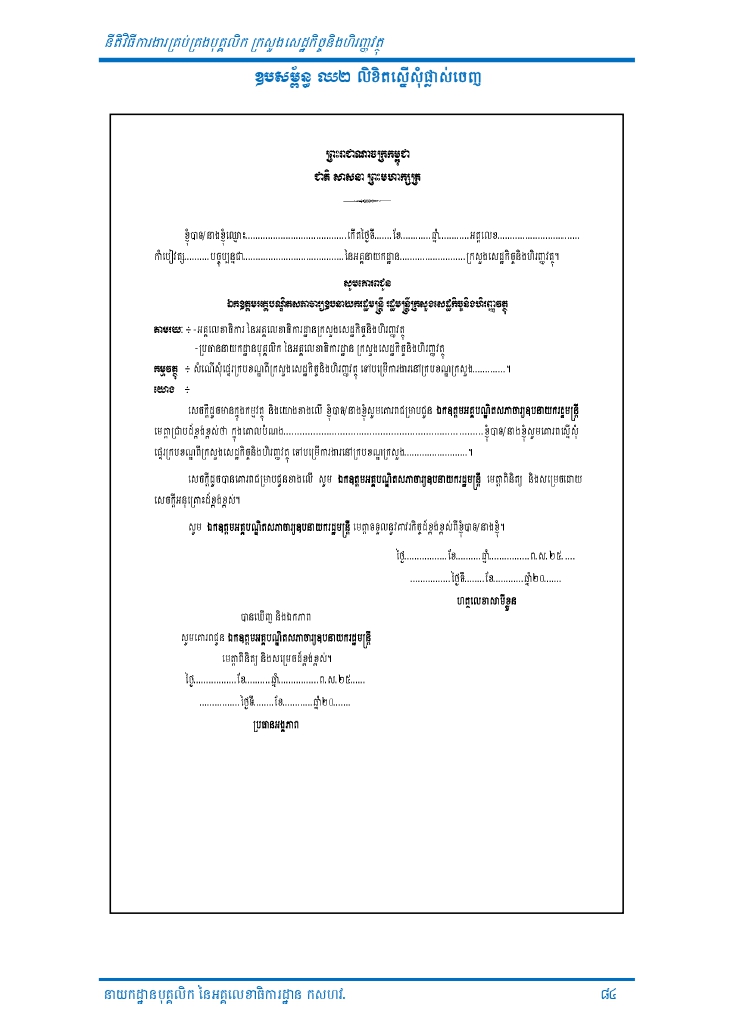 នីតិវិធីការងារគ្រប់គ្រងបុគ្គលិក ក្រសួងសេដ្ឋកិច្ចនិងហិរញ្ញវត្ថុ
ឧបសម្ព័ន្ធ ឈ២ លិខិតស្នើសុំផ្លាស់ចេញ
ព្រះរាជាណាចក្រកម្ពុជា
ជាតិ សាសនា ព្រះមហាក្សត្រ
ខ្ញុំបាទ/នាងខ្ញុំឈ្មោះ.......................................កើតថ្ងៃទី.......ខែ............ឆ្នាំ............អត្តលេខ................................
កាំបៀវត្ស..........បច្ចុប្បន្នជា.......................................នៃអគ្គនាយកដ្ឋាន..........................ក្រសួងសេដ្ឋកិច្ចនិងហិរញ្ញវត្ថុ។
សូមគោរពជូន
ឯកឧត្តមអគ្គបណ្ឌិតសភាចារ្យឧបនាយករដ្ឋមន្ត្រី រដ្ឋមន្ត្រីក្រសួងសេដ្ឋកិច្ចនិងហិរញ្ញវត្ថុ
តាមរយៈ ÷ -អគ្គលេខាធិការ នៃអគ្គលេខាធិការដ្ឋានក្រសួងសេដ្ឋកិច្ចនិងហិរញ្ញវត្ថុ
-ប្រធាននាយកដ្ឋានបុគ្គលិក នៃអគ្គលេខាធិការដ្ឋាន ក្រសួងសេដ្ឋកិច្ចនិងហិរញ្ញវត្ថុ
កម្មវត្ថុ ÷ សំណើសុំផ្ទេរក្របខណ្ឌពីក្រសួងសេដ្ឋកិច្ចនិងហិរញ្ញវត្ថុ ទៅបម្រើការងារនៅក្របខណ្ឌក្រសួង.............។
យោង ÷
សេចក្តីដូចមានក្នុងកម្មវត្ថុ និងយោងខាងលើ ខ្ញុំបាទ/នាងខ្ញុំសូមគោរពជម្រាបជូន ឯកឧត្តមអគ្គបណ្ឌិតសភាចារ្យឧបនាយករដ្ឋមន្ត្រី
មេត្តាជ្រាបដ៏ខ្ពង់ខ្ពស់ថា ក្នុងគោលបំណង..............................................................................ខ្ញុំបាទ/នាងខ្ញុំសូមគោរពស្នើសុំ
ផ្ទេរក្របខណ្ឌពីក្រសួងសេដ្ឋកិច្ចនិងហិរញ្ញវត្ថុ ទៅបម្រើការងារនៅក្របខណ្ឌក្រសួង.........................។
សេចក្តីដូចបានគោរពជម្រាបជូនខាងលើ សូម ឯកឧត្តមអគ្គបណ្ឌិតសភាចារ្យឧបនាយករដ្ឋមន្ត្រី មេត្តាពិនិត្យ និងសម្រេចដោយ
សេចក្តីអនុគ្រោះដ៏ខ្ពង់ខ្ពស់។
សូម ឯកឧត្តមអគ្គបណ្ឌិតសភាចារ្យឧបនាយករដ្ឋមន្ត្រី មេត្តាទទួលនូវគារវកិច្ចដ៏ខ្ពង់ខ្ពស់ពីខ្ញុំបាទ/នាងខ្ញុំ។
ថ្ងៃ.................ខែ..........ឆ្នាំ................ព.ស.២៥.....
................ថ្ងៃទី........ខែ............ឆ្នាំ២០.......
ហត្ថលេខាសាមីខ្លួន
បានឃើញ និងឯកភាព
សូមគោរពជូន ឯកឧត្តមអគ្គបណ្ឌិតសភាចារ្យឧបនាយករដ្ឋមន្ត្រី
មេត្តាពិនិត្យ និងសម្រេចដ៏ខ្ពង់ខ្ពស់។
ថ្ងៃ.................ខែ..........ឆ្នាំ................ព.ស.២៥......
................ថ្ងៃទី........ខែ............ឆ្នាំ២០.......
ប្រធានអង្គភាព
នាយកដ្ឋានបុគ្គលិក នៃអគ្គលេខាធិការដ្ឋាន កសហវ.
៨៤